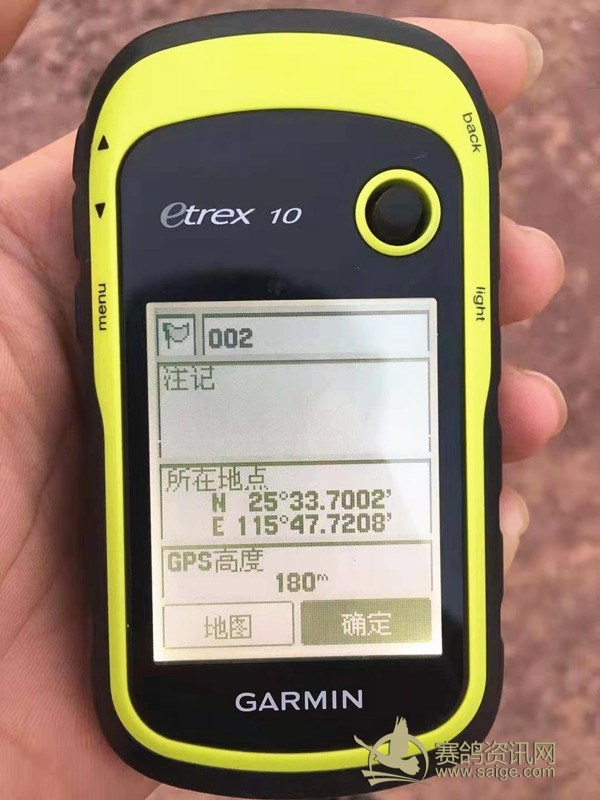 back
etrex 10
menu
light
002
注记
所在地点
N 25°33.7002'
E 115°47.7208'
GPS高度
180m
地图
确定
GARMIN
赛鸽资讯网
www.saige.com